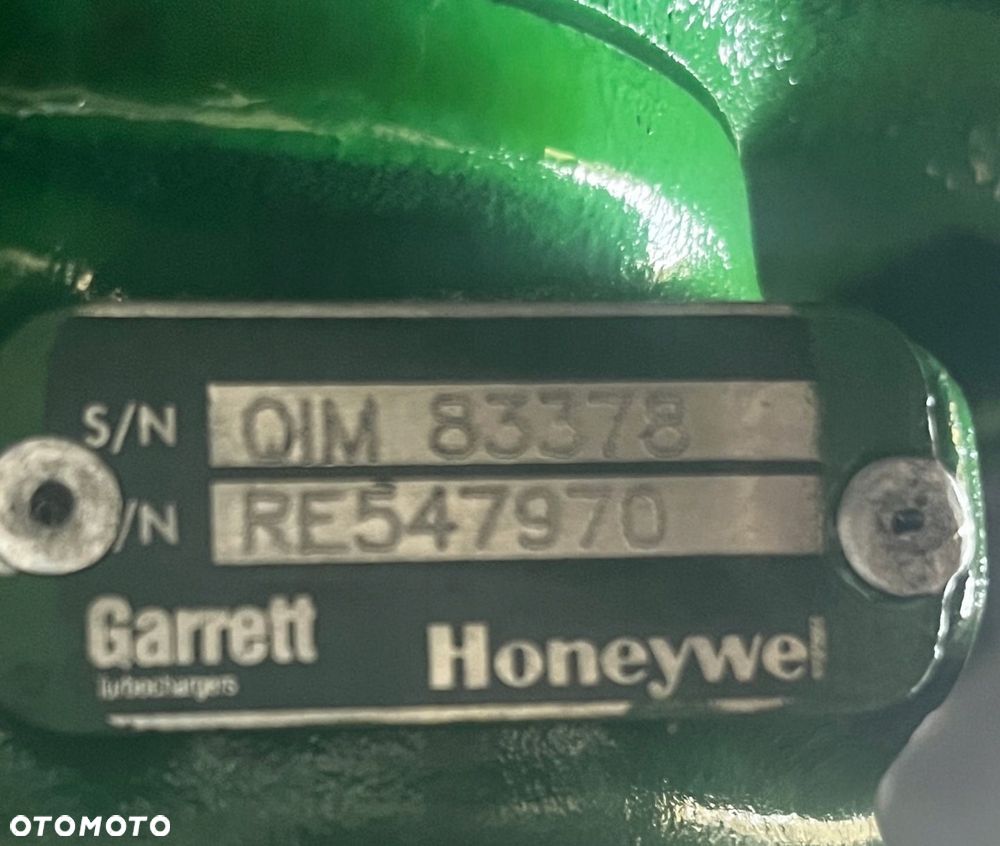 S/N QIM 83378
/N RE547970
Garrett Honeywel
Turbochargers
OTOMOTO